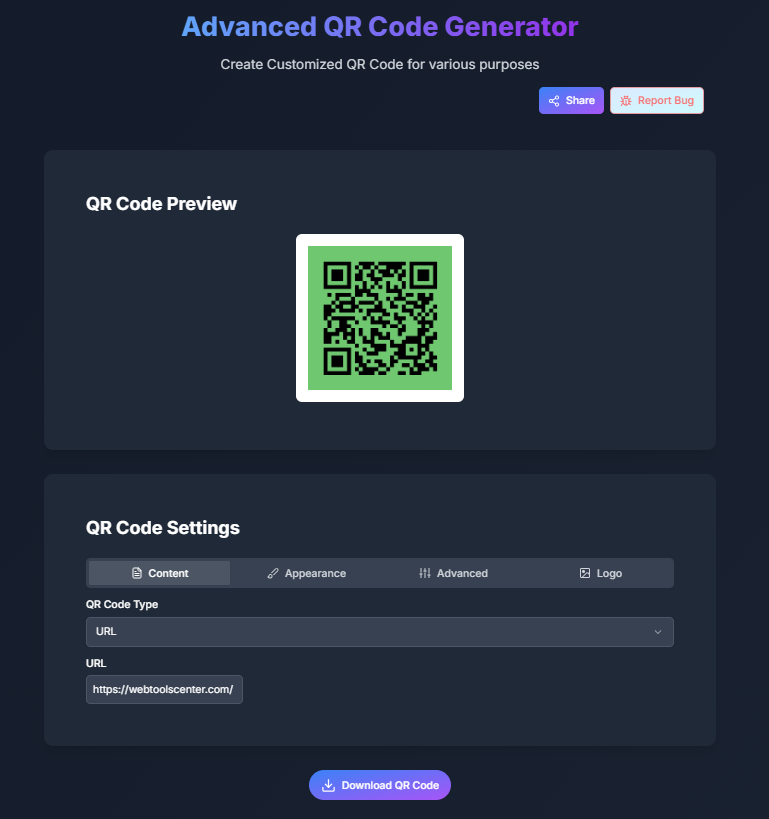 Advanced QR Code Generator
Create Customized QR Code for various purposes
Share
Report Bug
QR Code Preview
QR Code Settings
Content
Appearance
Advanced
Logo
QR Code Type
URL
URL
https://webtoolscenter.com/
Download QR Code